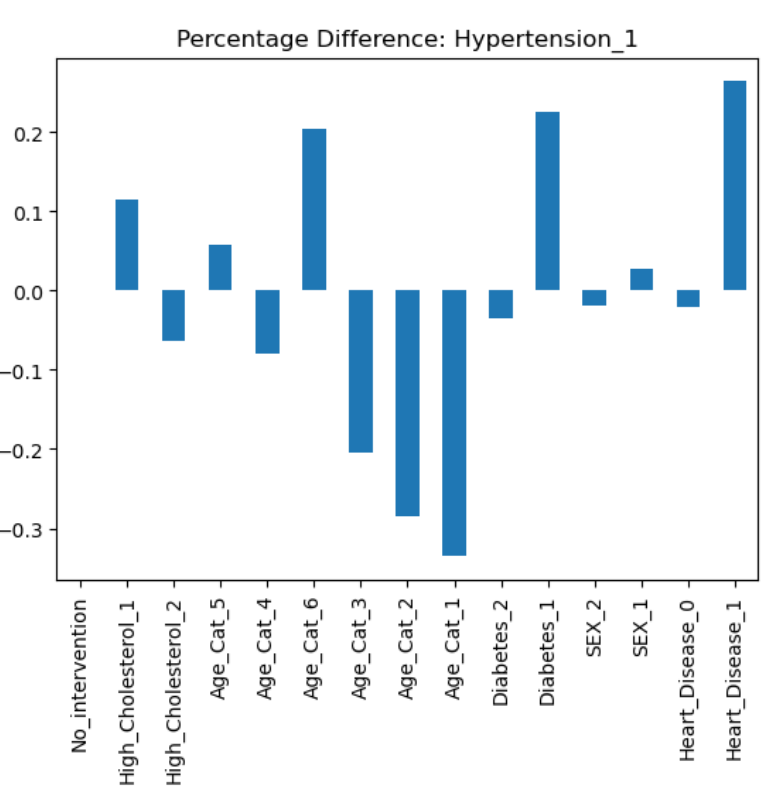 Percentage Difference: Hypertension_1
0.2
0.1
0.0
−0.1
−0.2
−0.3
No_intervention
High_Cholesterol_1
High_Cholesterol_2
Age_Cat_5
Age_Cat_4
Age_Cat_6
Age_Cat_3
Age_Cat_2
Age_Cat_1
Diabetes_2
Diabetes_1
SEX_2
SEX_1
Heart_Disease_0
Heart_Disease_1